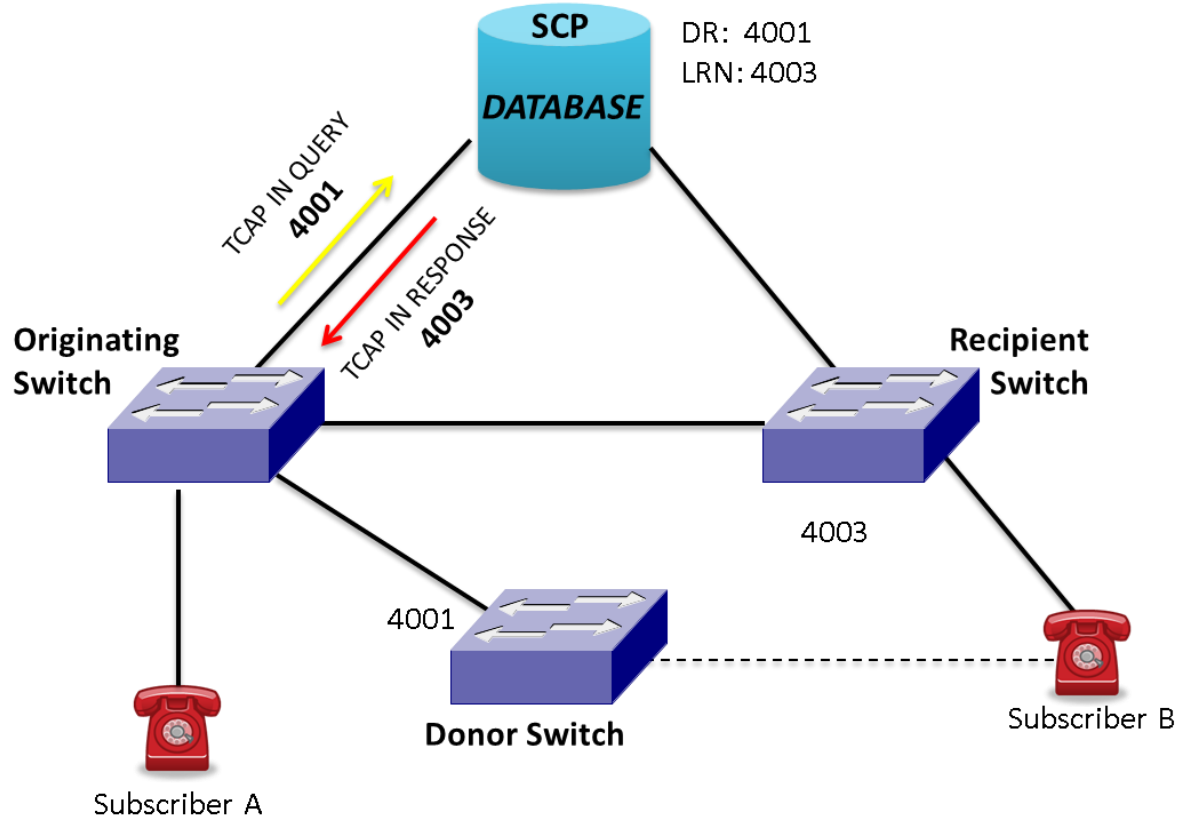 SCP
DATABASE
DR: 4001
LRN: 4003
TCAP IN QUERY
4001
TCAP IN RESPONSE
4003
Originating
Switch
Recipient
Switch
4003
4001
Donor Switch
Subscriber B
Subscriber A